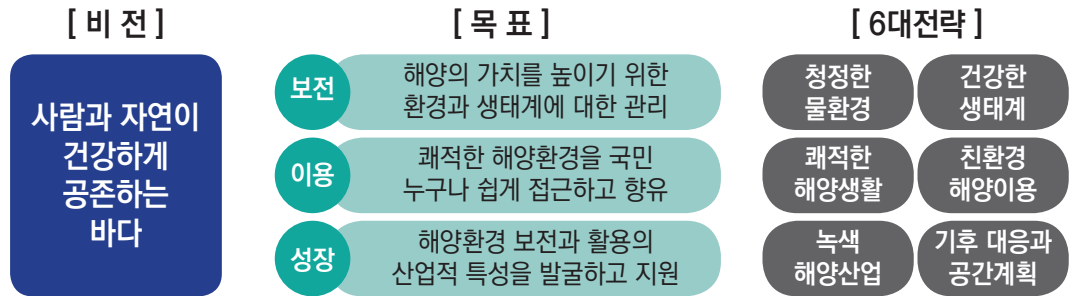 [ 비 전 ]
사람과 자연이
건강하게
공존하는
바다
[ 목 표 ]
보전
해양의 가치를 높이기 위한
환경과 생태계에 대한 관리
이용
쾌적한 해양환경을 국민
누구나 쉽게 접근하고 향유
성장
해양환경 보전과 활용의
산업적 특성을 발굴하고 지원
[ 6대전략 ]
청정한
물환경
건강한
생태계
쾌적한
해양생활
친환경
해양이용
녹색
해양산업
기후 대응과
공간계획